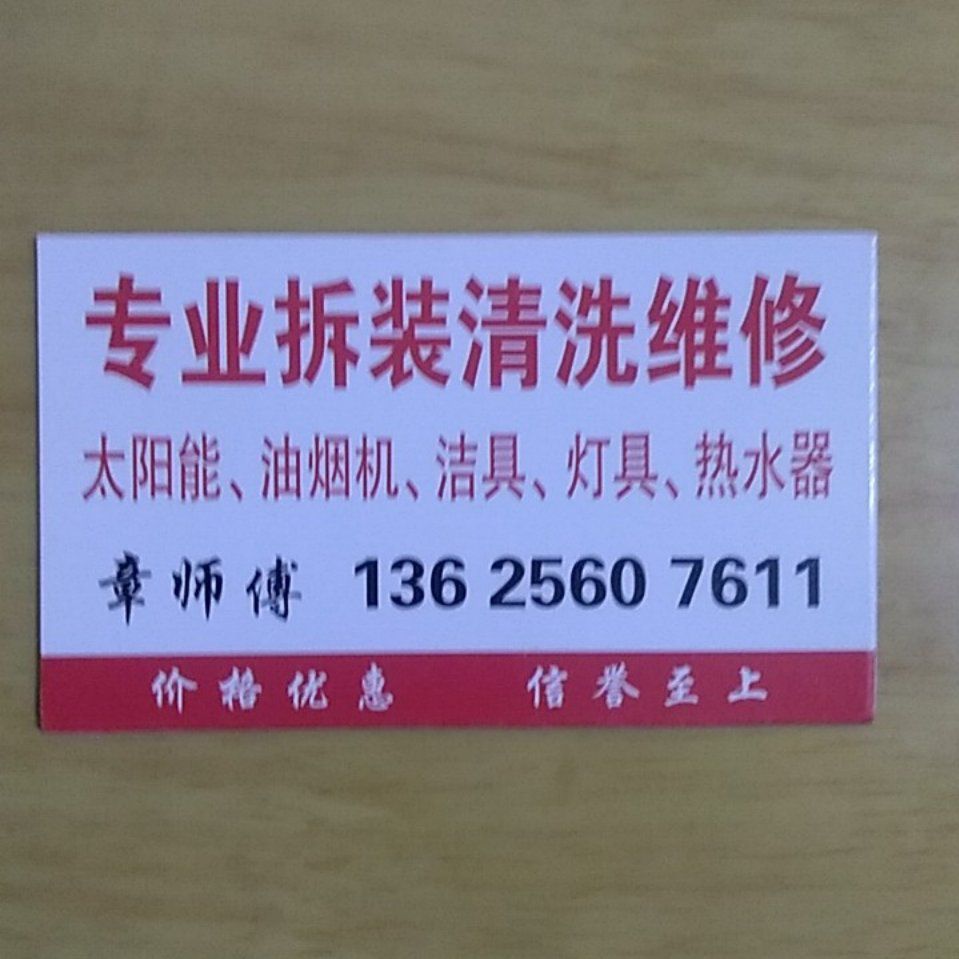 专业拆装清洗维修
太阳能、油烟机、洁具、灯具、热水器
章师傅 136 2560 7611
价格优惠 信誉至上